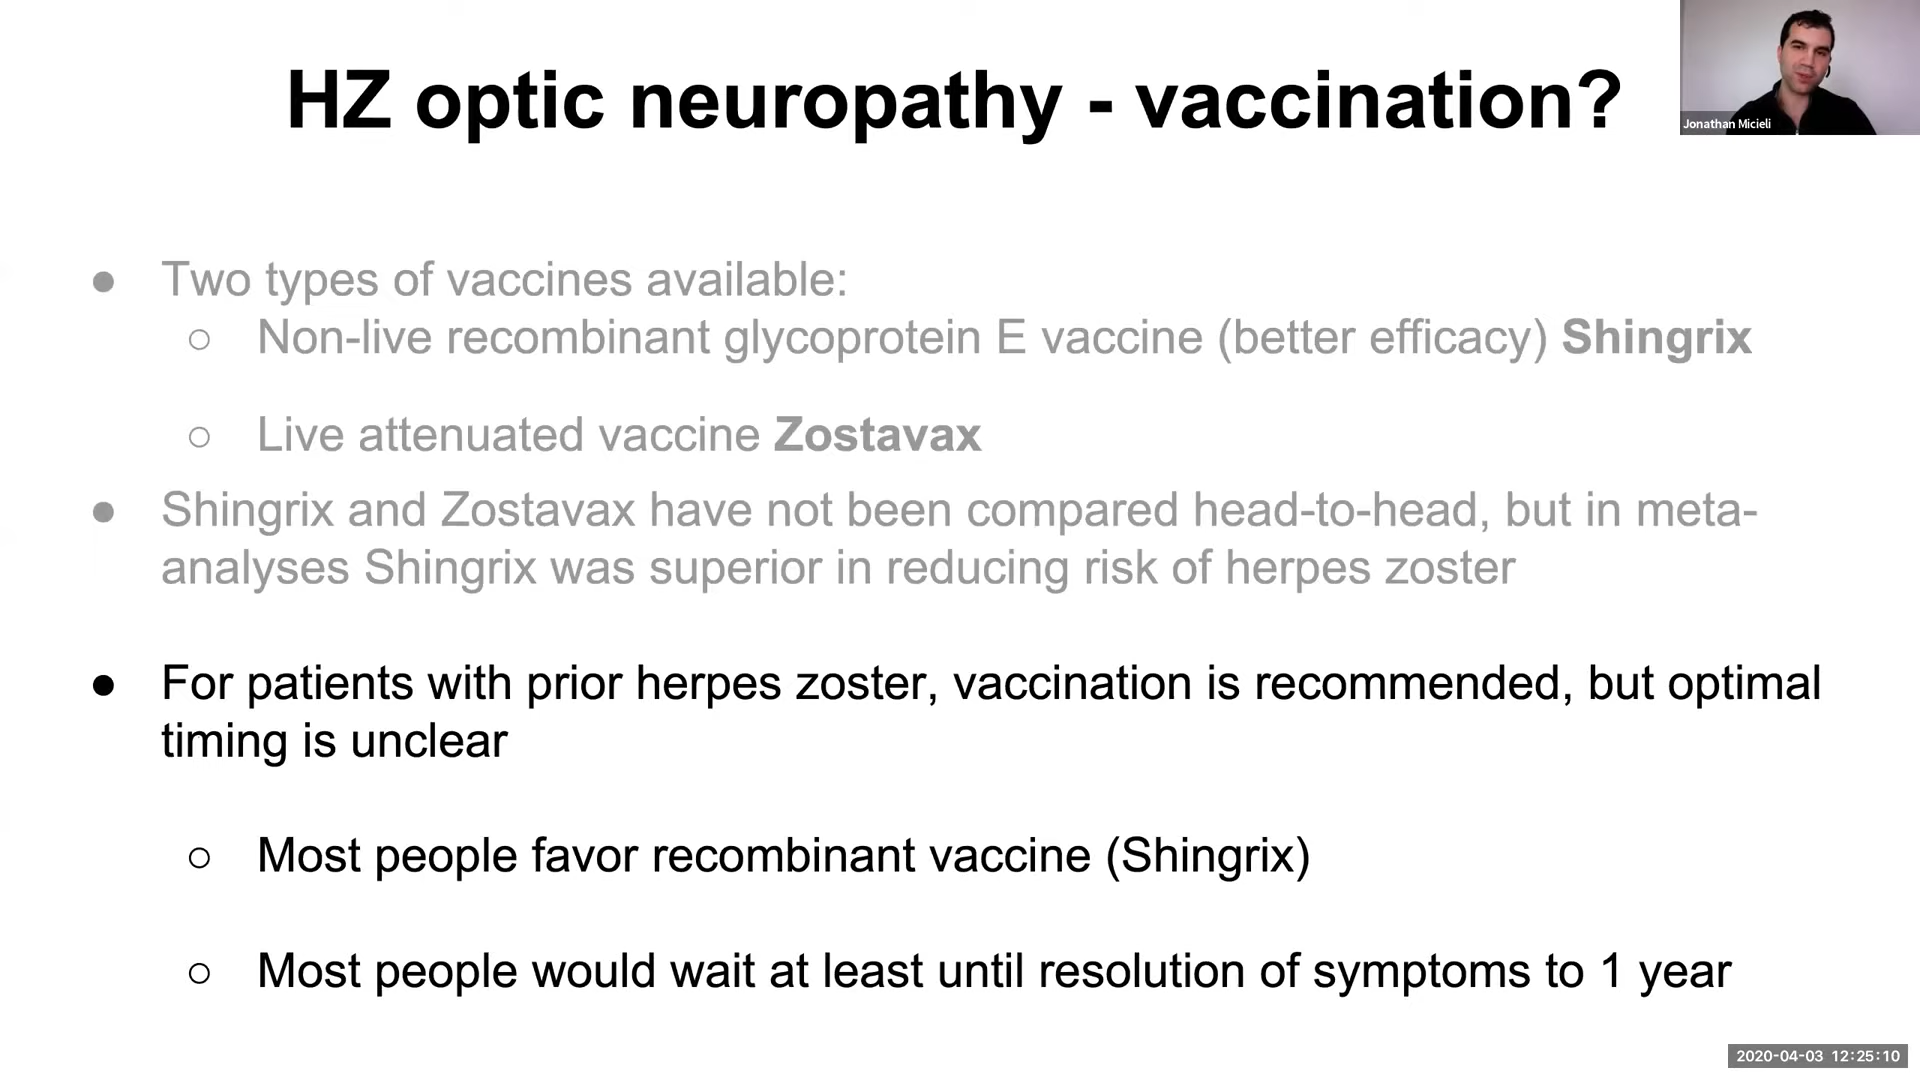 HZ optic neuropathy - vaccination?
Jonathan Micieli
● Two types of vaccines available:
○ Non-live recombinant glycoprotein E vaccine (better efficacy) Shingrix
○ Live attenuated vaccine Zostavax
● Shingrix and Zostavax have not been compared head-to-head, but in meta-
analyses Shingrix was superior in reducing risk of herpes zoster
● For patients with prior herpes zoster, vaccination is recommended, but optimal
timing is unclear
○ Most people favor recombinant vaccine (Shingrix)
○ Most people would wait at least until resolution of symptoms to 1 year
2020-04-03 12:25:10